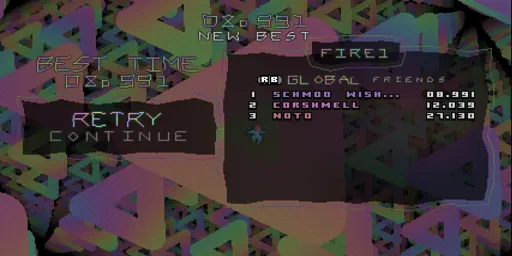 08.991
NEW BEST
BEST TIME
08.991
RETRY
CONTINUE
FIRE1
(RB) GLOBAL FRIENDS
1 SCHMOO WISH... 08.991
2 CORSHMELL 12.039
3 NOTO 27.130